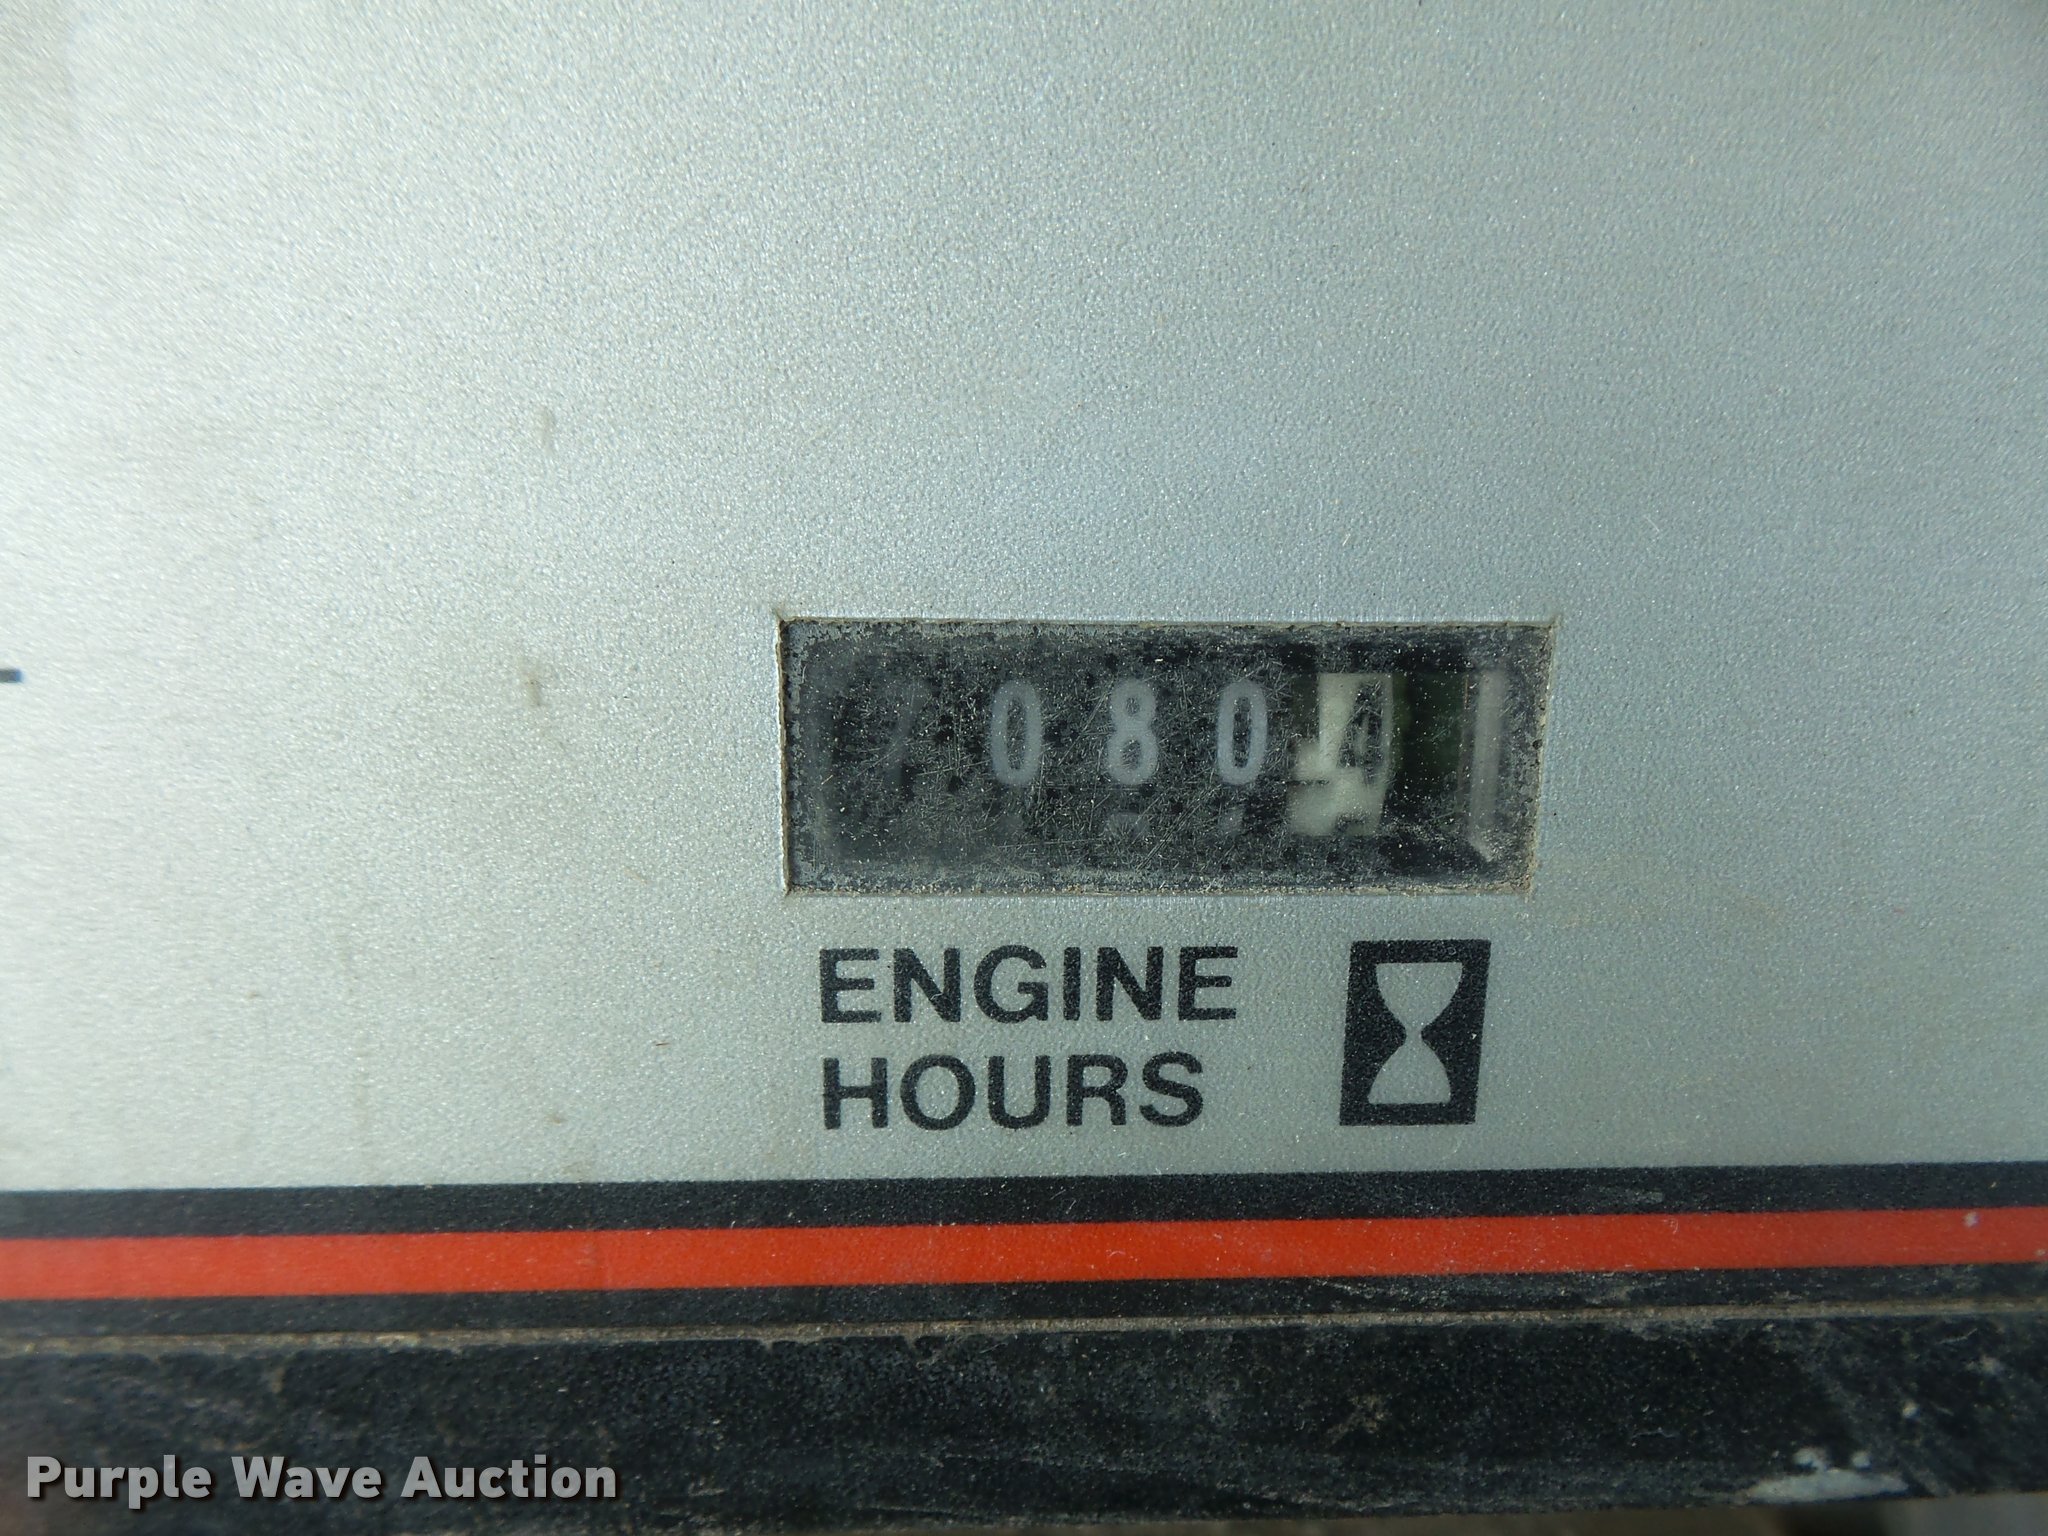 080
ENGINE
HOURS
Purple Wave Auction